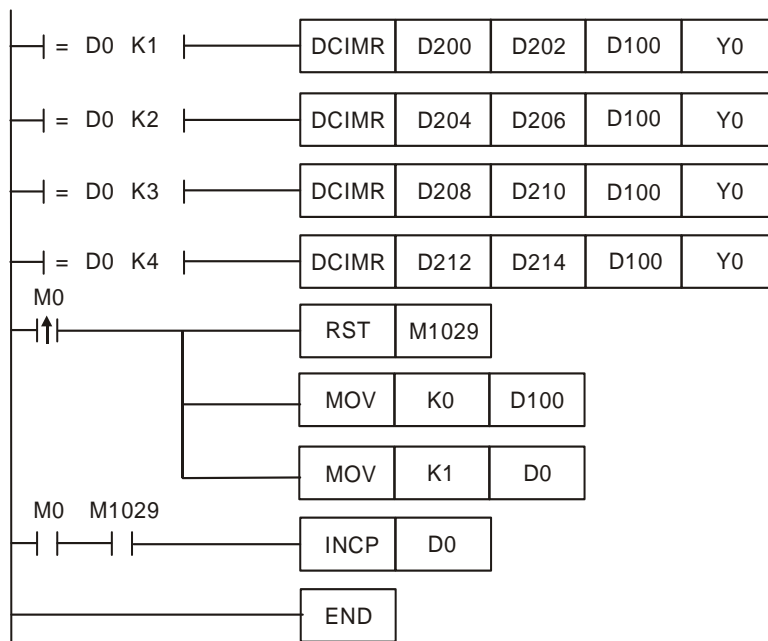 = D0 K1 DCIMR D200 D202 D100 Y0
= D0 K2 DCIMR D204 D206 D100 Y0
= D0 K3 DCIMR D208 D210 D100 Y0
= D0 K4 DCIMR D212 D214 D100 Y0
M0
RST M1029
MOV K0 D100
MOV K1 D0
M0 M1029
INCP D0
END